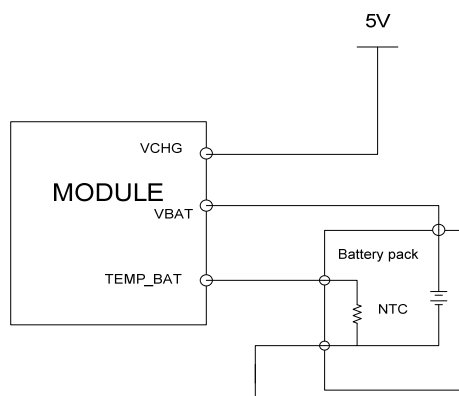 5V
VCHG
MODULE
VBAT
Battery pack
TEMP_BAT
NTC